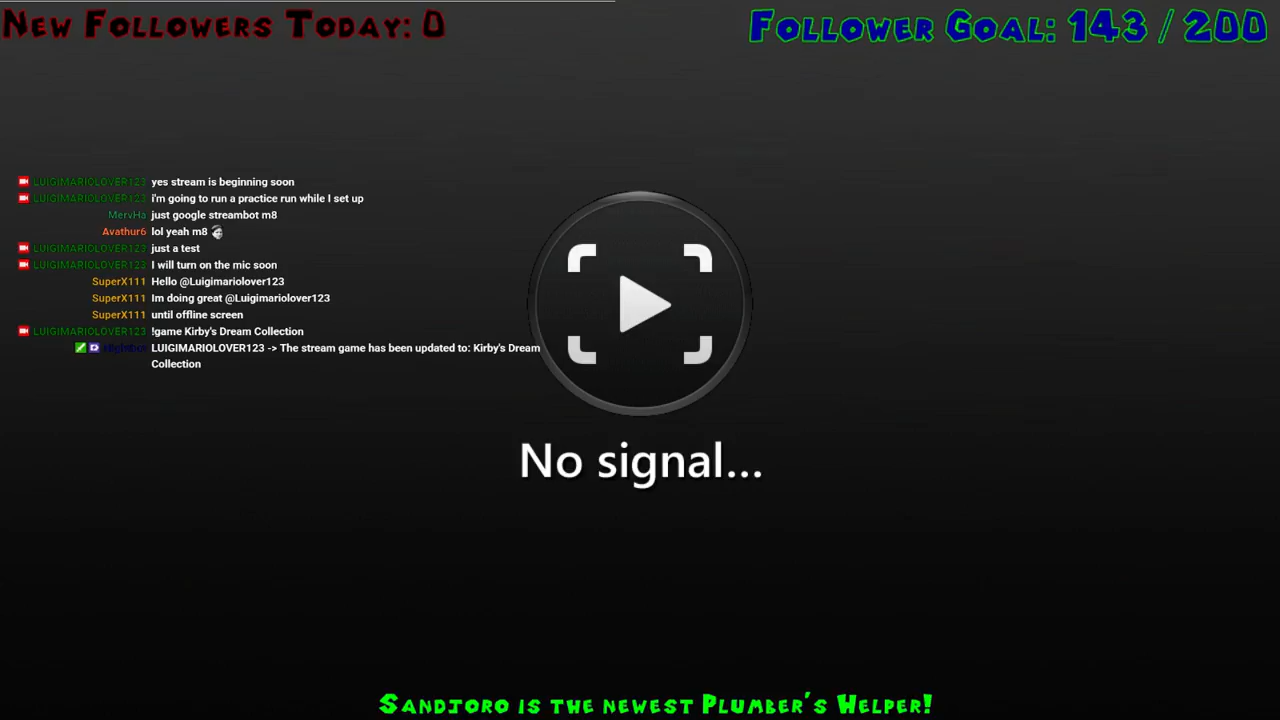 New Followers Today: 0
Follower Goal: 143 / 200
LUIGIMARIOLOVER123 yes stream is beginning soon
LUIGIMARIOLOVER123 i'm going to run a practice run while I set up
MervHa just google streambot m8
Avathur6 lol yeah m8
LUIGIMARIOLOVER123 just a test
LUIGIMARIOLOVER123 I will turn on the mic soon
SuperX111 Hello @Luigimariolover123
SuperX111 Im doing great @Luigimariolover123
SuperX111 until offline screen
LUIGIMARIOLOVER123 !game Kirby's Dream Collection
Nightbot LUIGIMARIOLOVER123 -> The stream game has been updated to: Kirby's Dream
Collection
No signal...
Sandjoro is the newest Plumber's Helper!